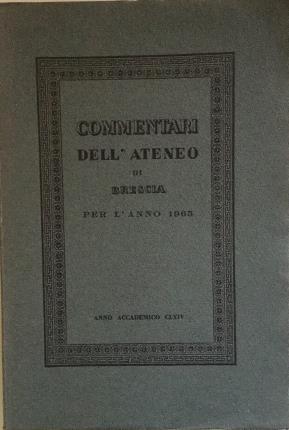 COMMENTARI
DELL'ATENEO
DI
BRESCIA
PER L'ANNO 1965
ANNO ACCADEMICO CLXIV